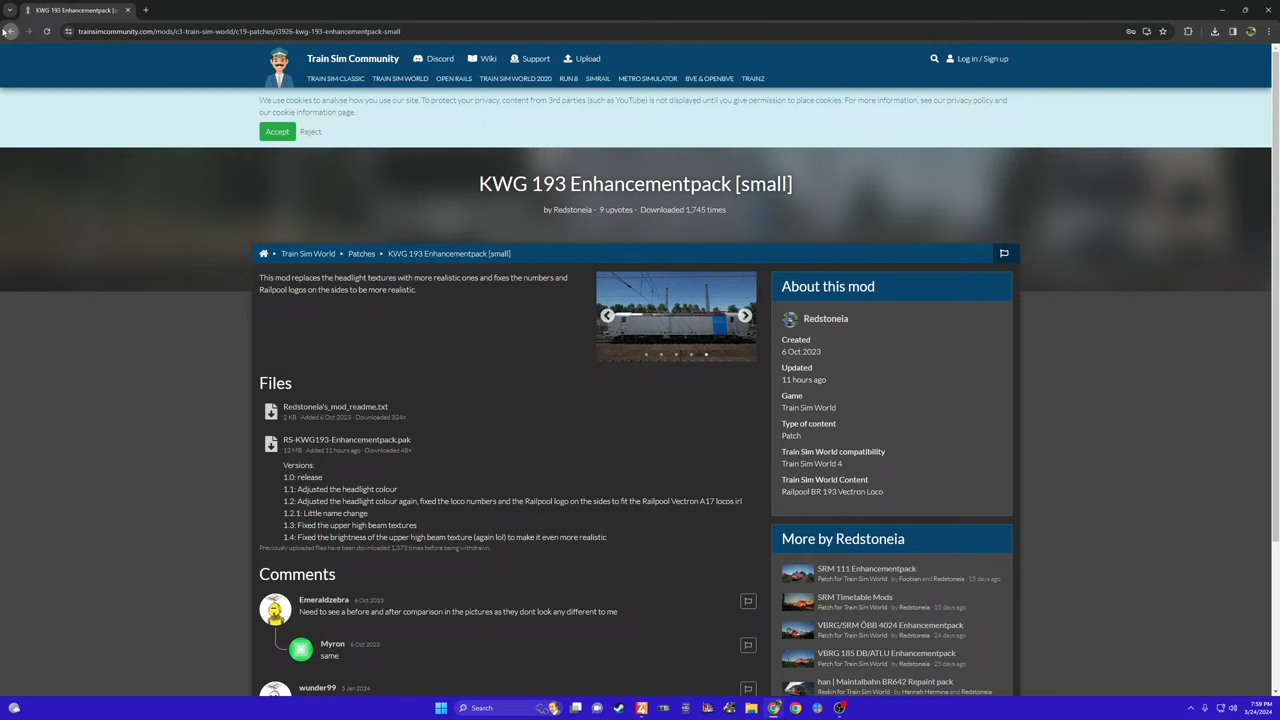 KWG 193 Enhancementpack [s
trainsimcommunity.com/mods/c3-train-sim-world/c19-patches/i3926-kwg-193-enhancementpack-small
Train Sim Community
Discord
Wiki
Support
Upload
Log in / Sign up
TRAIN SIM CLASSIC TRAIN SIM WORLD OPEN RAILS TRAIN SIM WORLD 2020 RUN 8 SIMRAIL METRO SIMULATOR BVE & OPENBVE TRAINZ
We use cookies to analyse how you use our site. To protect your privacy, content from 3rd parties (such as YouTube) is not displayed until you give permission to place cookies. For more information, see our privacy policy and
our cookie information page.
Accept Reject
KWG 193 Enhancementpack [small]
by Redstoneia · 9 upvotes · Downloaded 1,745 times
Train Sim World Patches KWG 193 Enhancementpack [small]
This mod replaces the headlight textures with more realistic ones and fixes the numbers and
Railpool logos on the sides to be more realistic.
Files
Redstoneia's_mod_readme.txt
2 KB · Added 6 Oct 2023 · Downloaded 324×
RS-KWG193-Enhancementpack.pak
12 MB · Added 11 hours ago · Downloaded 48×
Versions:
1.0: release
1.1: Adjusted the headlight colour
1.2: Adjusted the headlight colour again, fixed the loco numbers and the Railpool logo on the sides to fit the Railpool Vectron A17 locos irl
1.2.1: Little name change
1.3: Fixed the upper high beam textures
1.4: Fixed the brightness of the upper high beam texture (again lol) to make it even more realistic
Previously uploaded files have been downloaded 1,373 times before being withdrawn.
Comments
Emeraldzebra 6 Oct 2023
Need to see a before and after comparison in the pictures as they dont look any different to me
Myron 6 Oct 2023
same
wunder99 3 Jan 2024
About this mod
Redstoneia
Created
6 Oct 2023
Updated
11 hours ago
Game
Train Sim World
Type of content
Patch
Train Sim World compatibility
Train Sim World 4
Train Sim World Content
Railpool BR 193 Vectron Loco
More by Redstoneia
SRM 111 Enhancementpack
Patch for Train Sim World · by Foobian and Redstoneia · 15 days ago
SRM Timetable Mods
Patch for Train Sim World · by Redstoneia · 15 days ago
VBRG/SRM ÖBB 4024 Enhancementpack
Patch for Train Sim World · by Redstoneia · 24 days ago
VBRG 185 DB/ATLU Enhancementpack
Patch for Train Sim World · by Redstoneia · 25 days ago
han | Maintalbahn BR642 Repaint pack
Reskin for Train Sim World · by Hannah Hermine and Redstoneia
Search
7:59 PM
3/24/2024